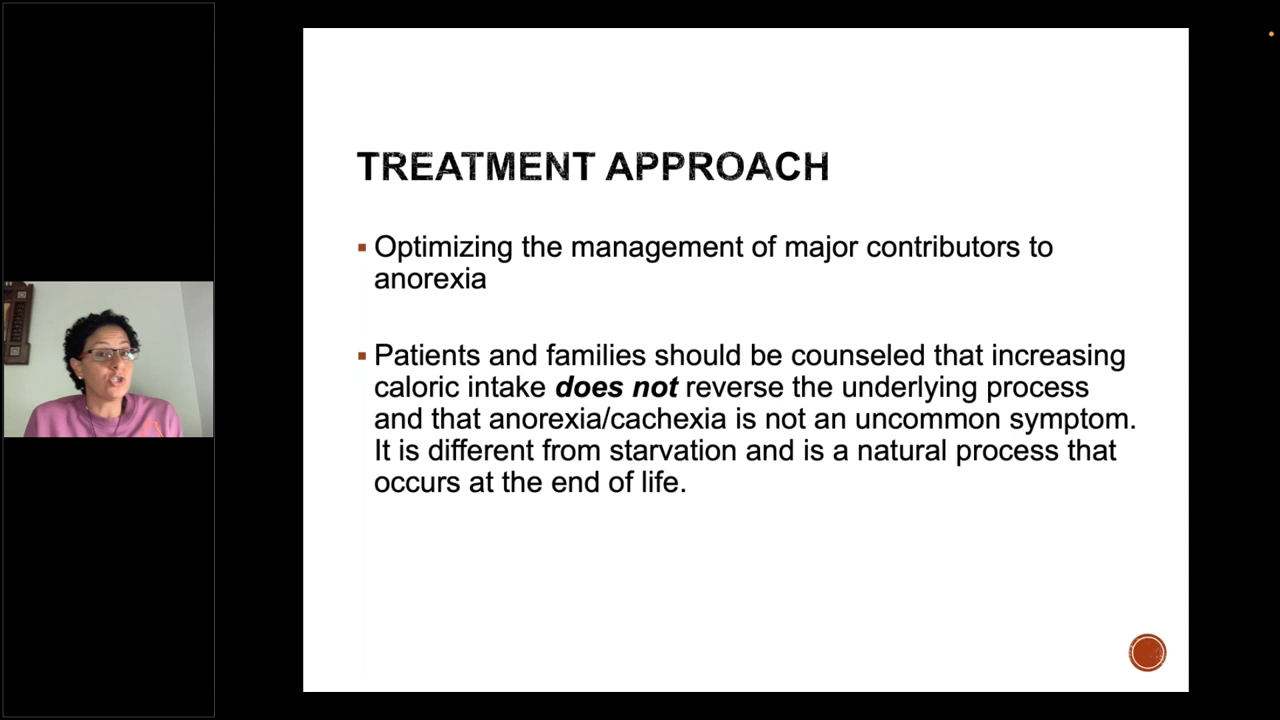 TREATMENT APPROACH
Optimizing the management of major contributors to
anorexia
Patients and families should be counseled that increasing
caloric intake does not reverse the underlying process
and that anorexia/cachexia is not an uncommon symptom.
It is different from starvation and is a natural process that
occurs at the end of life.